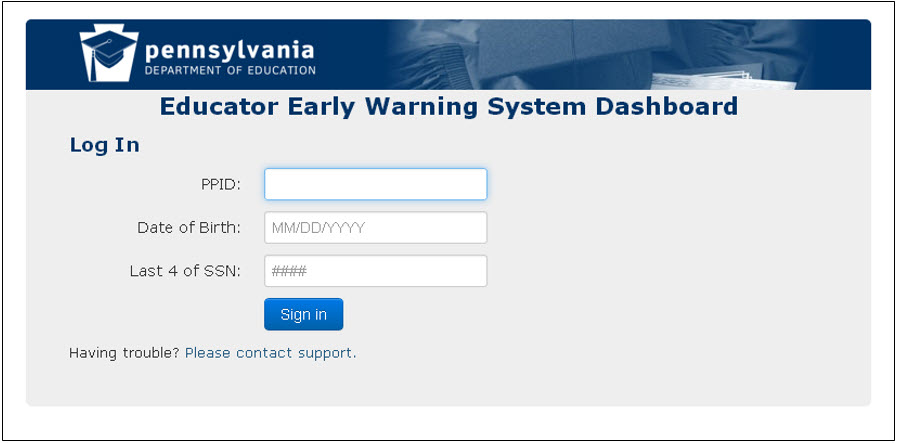 pennsylvania
DEPARTMENT OF EDUCATION
Educator Early Warning System Dashboard
Log In
PPID:
Date of Birth: MM/DD/YYYY
Last 4 of SSN: ####
Sign in
Having trouble? Please contact support.